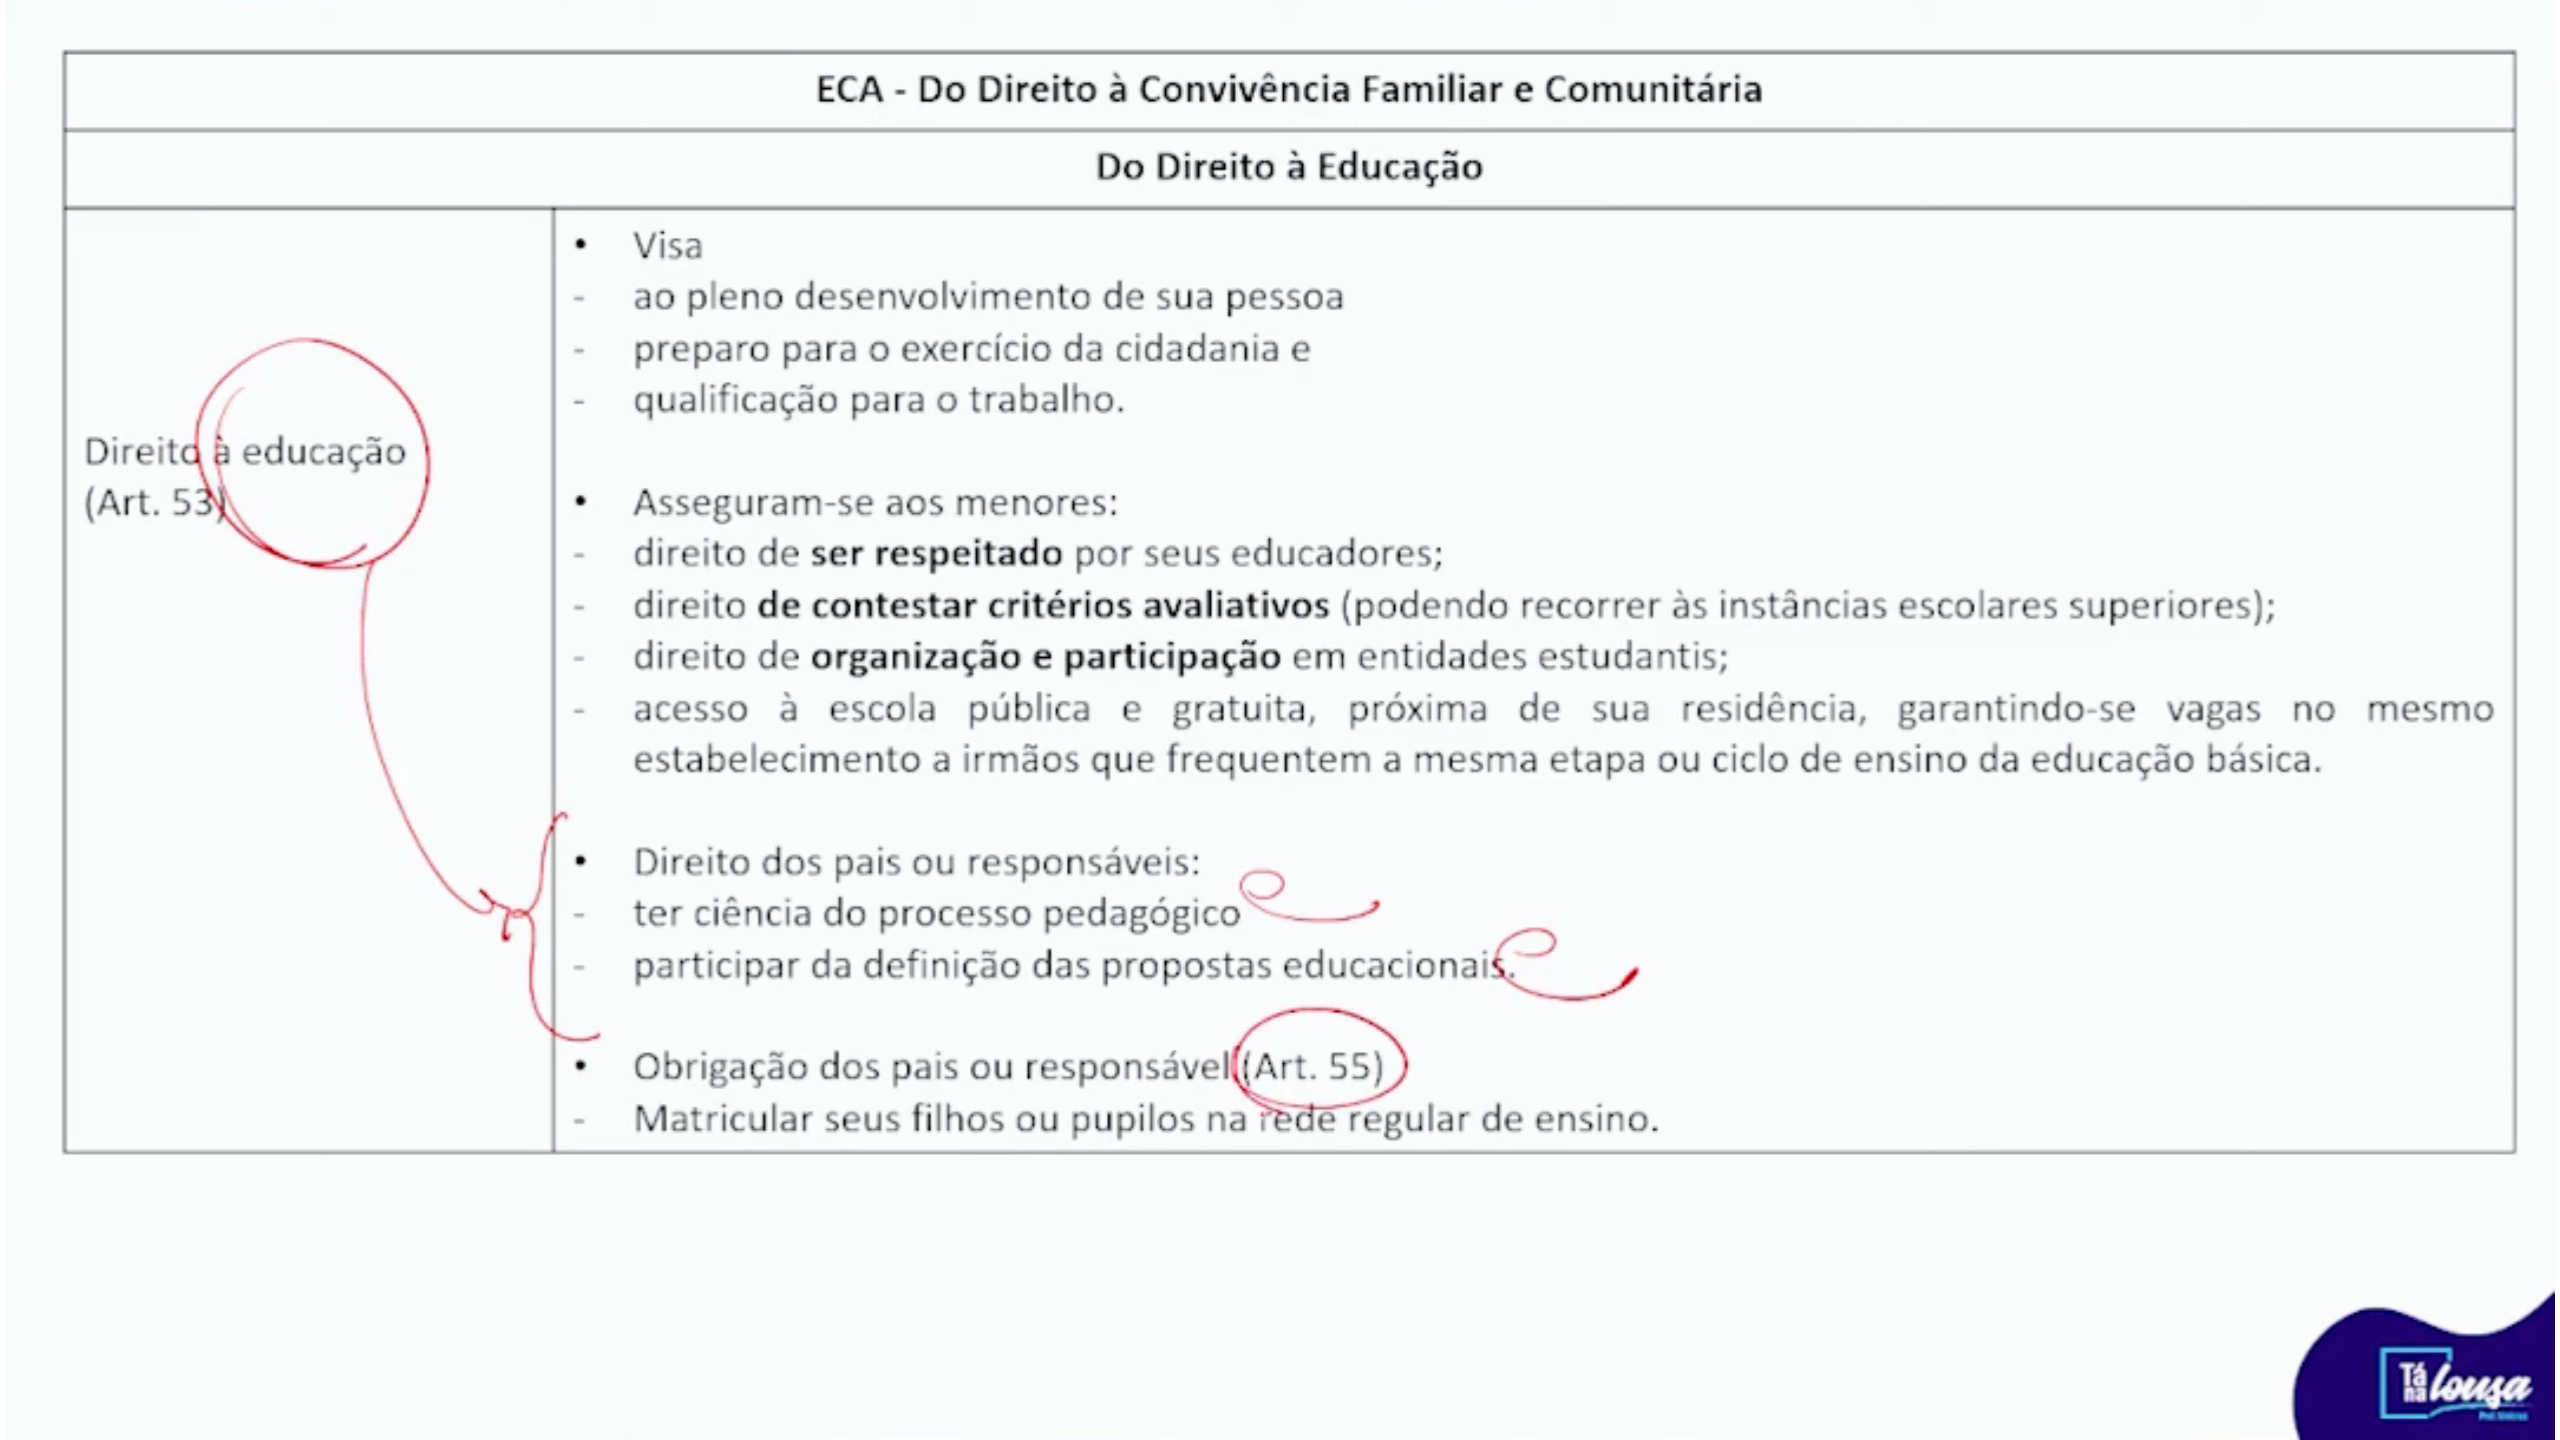 ECA - Do Direito à Convivência Familiar e Comunitária
Do Direito à Educação
Direito à educação
(Art. 53)
• Visa
- ao pleno desenvolvimento de sua pessoa
- preparo para o exercício da cidadania e
- qualificação para o trabalho.
• Asseguram-se aos menores:
- direito de ser respeitado por seus educadores;
- direito de contestar critérios avaliativos (podendo recorrer às instâncias escolares superiores);
- direito de organização e participação em entidades estudantis;
- acesso à escola pública e gratuita, próxima de sua residência, garantindo-se vagas no mesmo
estabelecimento a irmãos que frequentem a mesma etapa ou ciclo de ensino da educação básica.
• Direito dos pais ou responsáveis:
- ter ciência do processo pedagógico
- participar da definição das propostas educacionais.
• Obrigação dos pais ou responsável (Art. 55)
- Matricular seus filhos ou pupilos na rede regular de ensino.
Tá na lousa